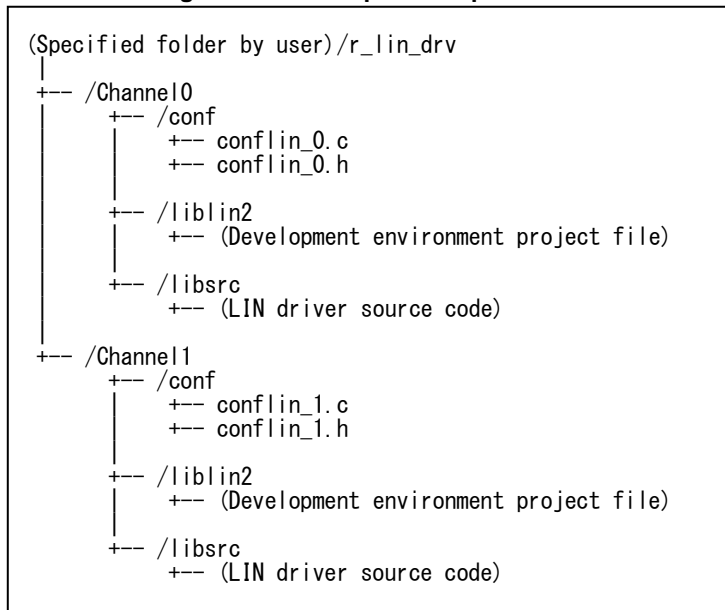 (Specified folder by user)/r_lin_drv
+-- /Channel0
+-- /conf
+-- conflin_0.c
+-- conflin_0.h
+-- /liblin2
+-- (Development environment project file)
+-- /libsrc
+-- (LIN driver source code)
+-- /Channel1
+-- /conf
+-- conflin_1.c
+-- conflin_1.h
+-- /liblin2
+-- (Development environment project file)
+-- /libsrc
+-- (LIN driver source code)